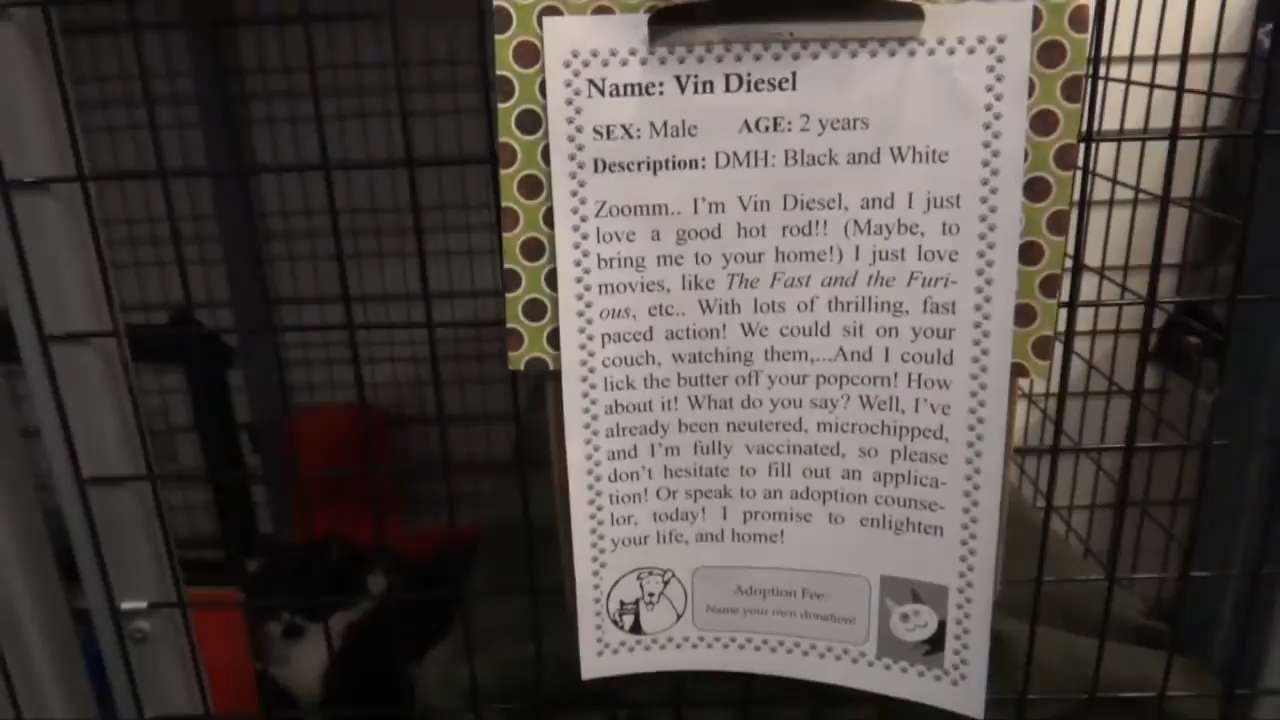 Name: Vin Diesel
SEX: Male AGE: 2 years
Description: DMH: Black and White
Zoomm.. I'm Vin Diesel, and I just
love a good hot rod!! (Maybe, to
bring me to your home!) I just love
movies, like The Fast and the Furi-
ous, etc.. With lots of thrilling, fast
paced action! We could sit on your
couch, watching them,...And I could
lick the butter off your popcorn! How
about it! What do you say? Well, I've
already been neutered, microchipped,
and I'm fully vaccinated, so please
don't hesitate to fill out an applica-
tion! Or speak to an adoption counse-
lor, today! I promise to enlighten
your life, and home!
Adoption Fee:
Name your own donation!